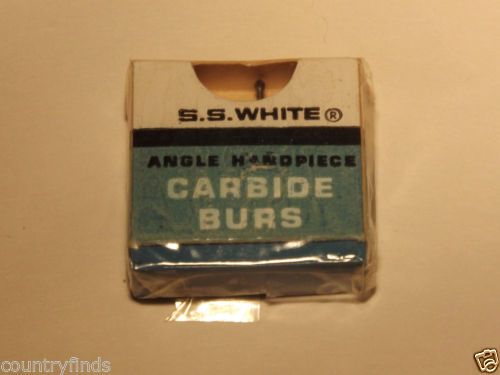 S.S.WHITE®
ANGLE HANDPIECE
CARBIDE
BURS
countryfinds